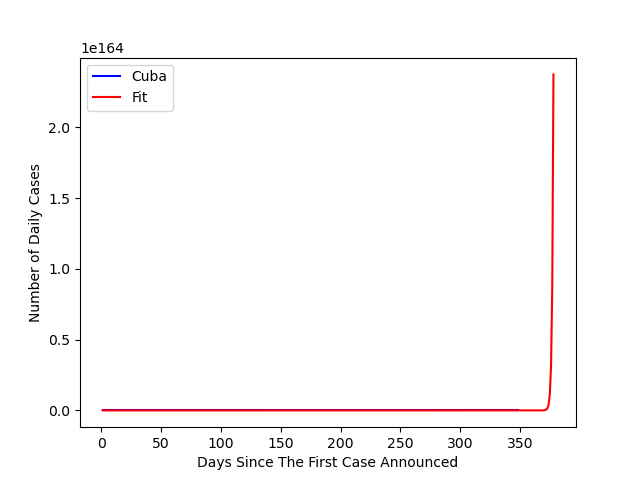 1e164
Cuba
Fit
2.0
1.5
1.0
0.5
0.0
Number of Daily Cases
0 50 100 150 200 250 300 350
Days Since The First Case Announced